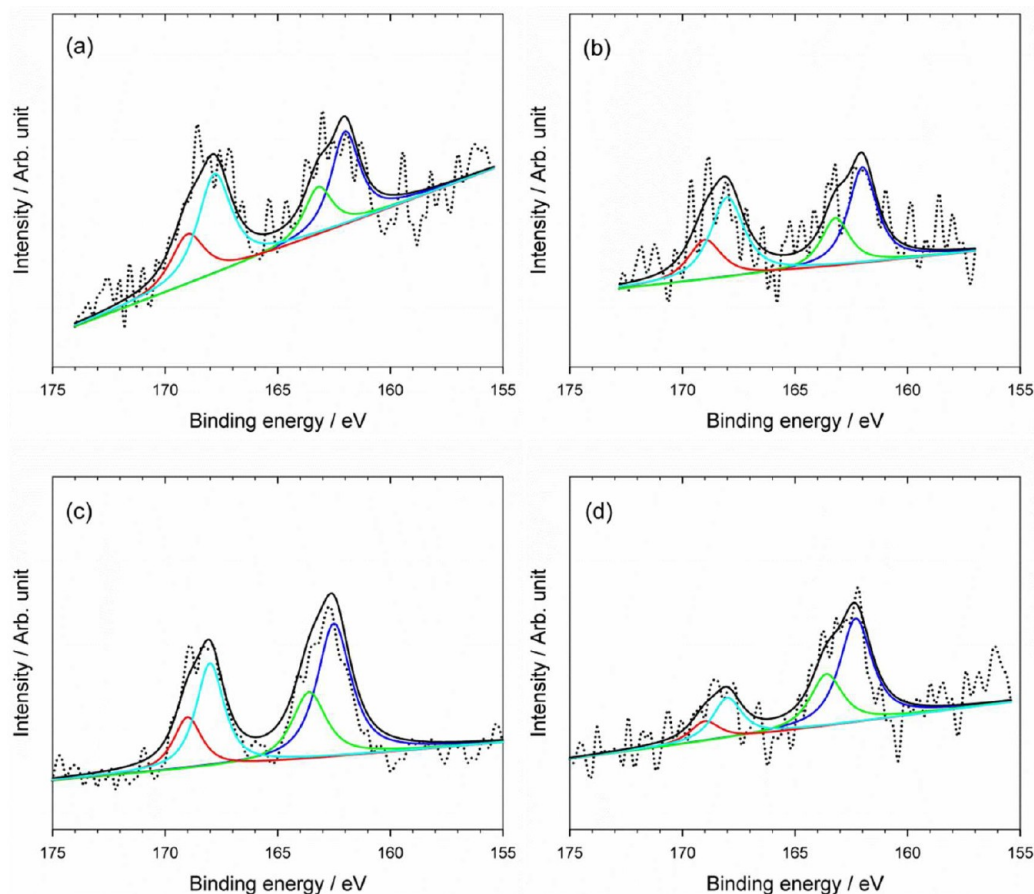 (a)
Intensity / Arb. unit
175 170 165 160 155
Binding energy / eV
(b)
Intensity / Arb. unit
175 170 165 160 155
Binding energy / eV
(c)
Intensity / Arb. unit
175 170 165 160 155
Binding energy / eV
(d)
Intensity / Arb. unit
175 170 165 160 155
Binding energy / eV